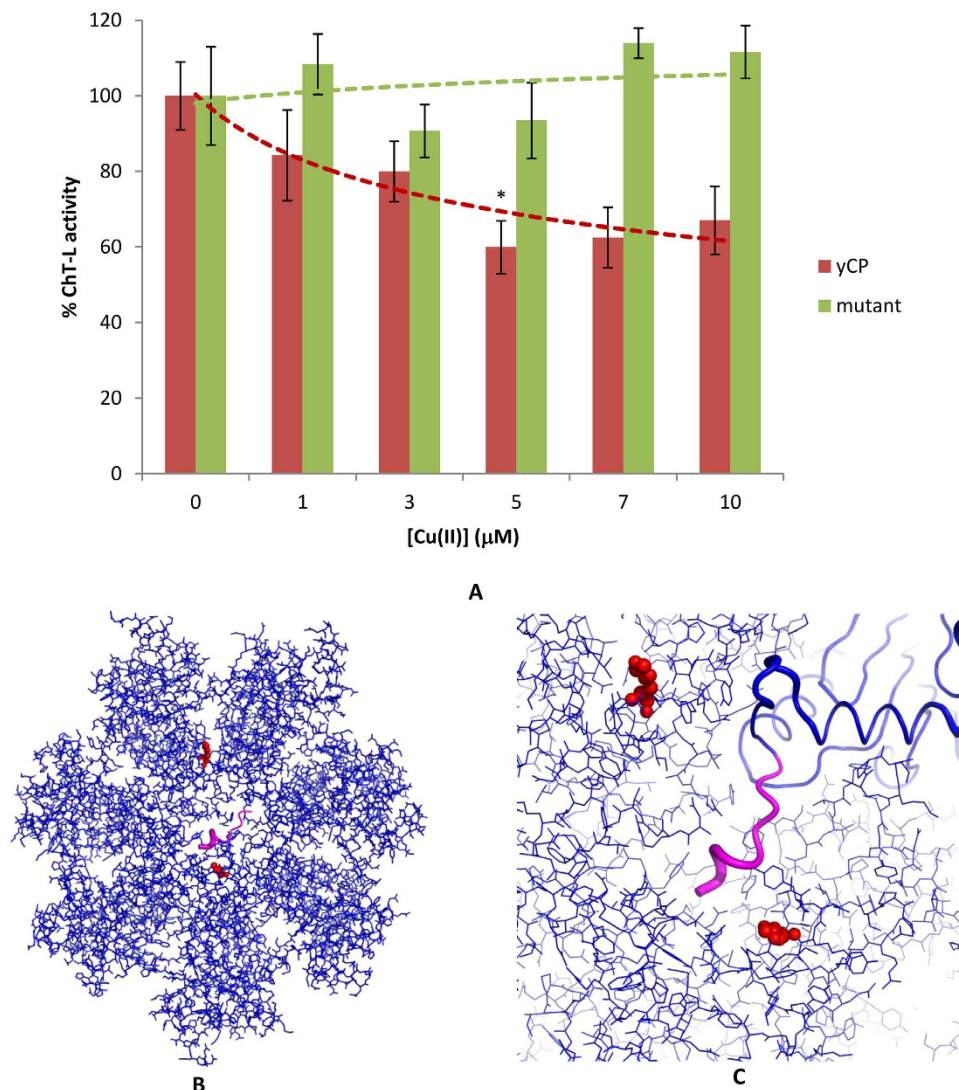 120
100
80
60
40
20
0
% ChT-L activity
*
0 1 3 5 7 10
[Cu(II)] (μM)
yCP
mutant
A
B
C